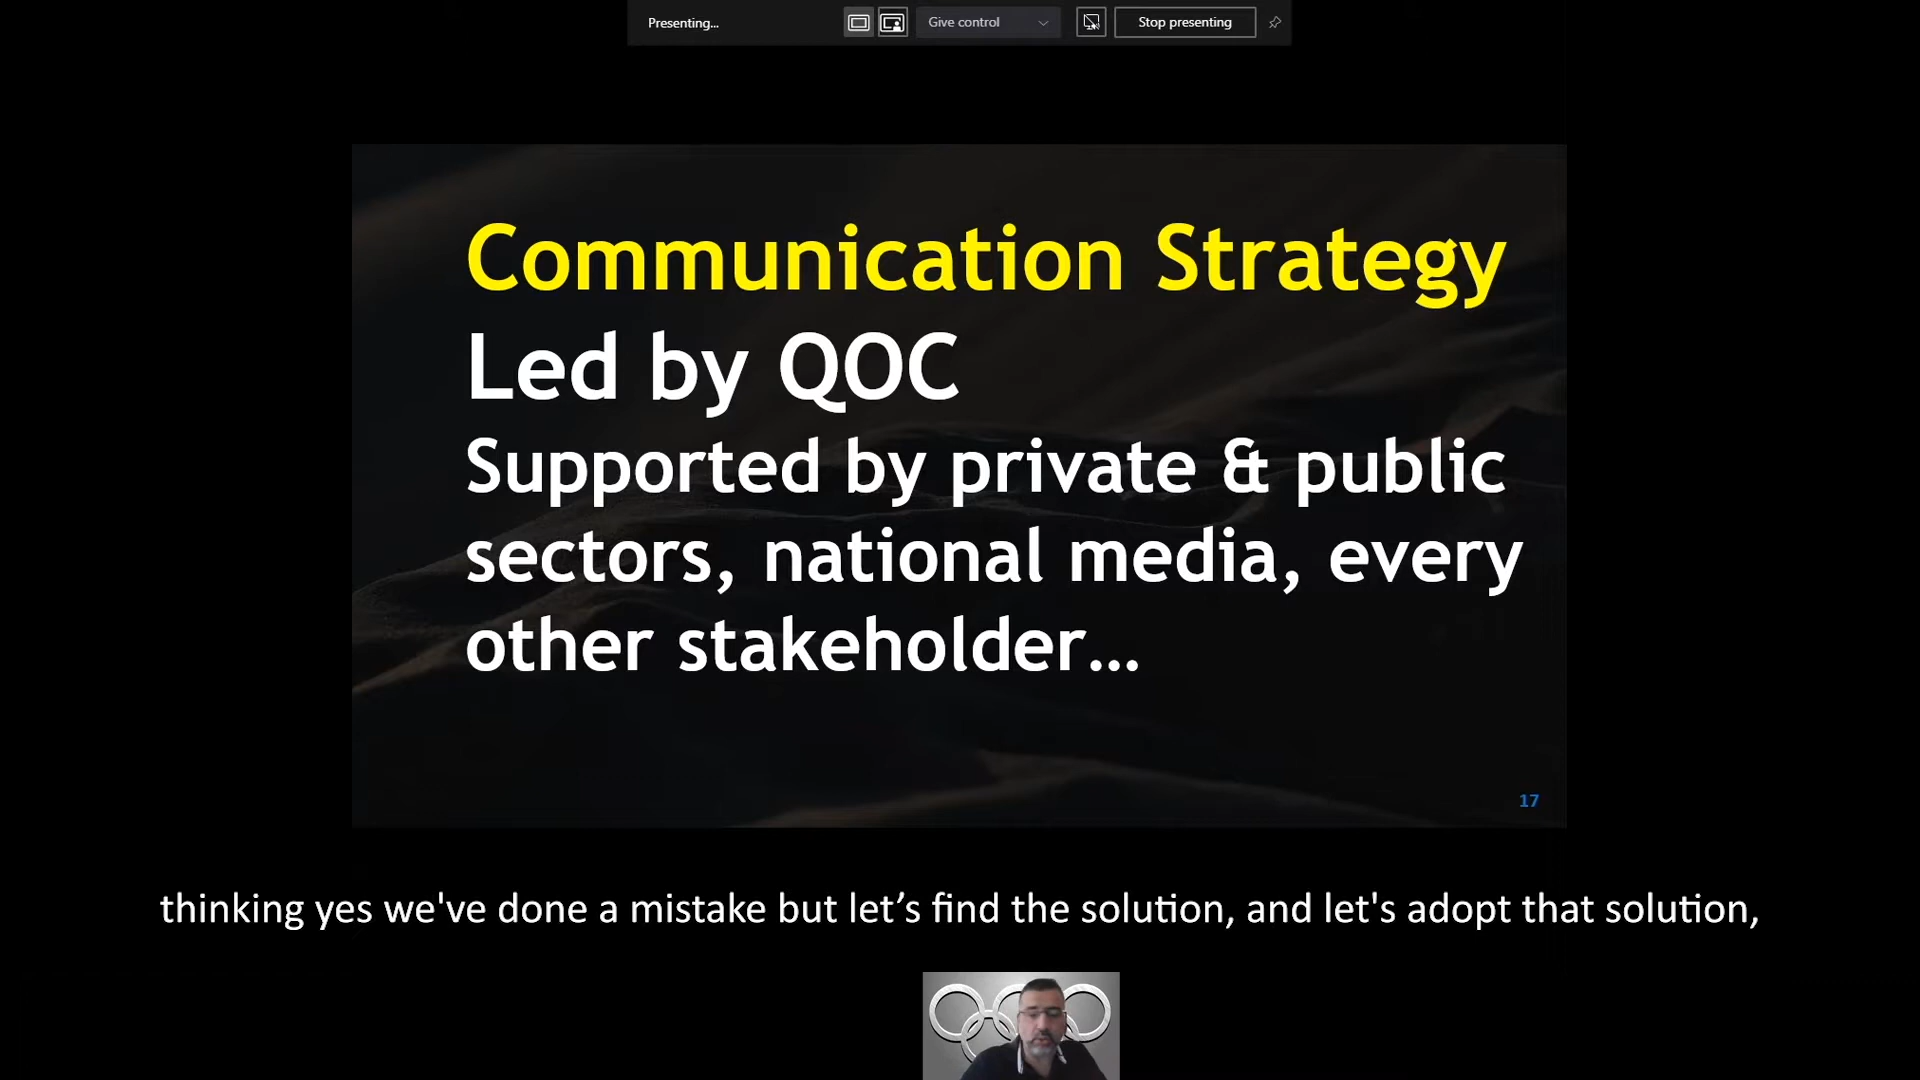 Presenting...
Give control
Stop presenting
Communication Strategy
Led by QOC
Supported by private & public
sectors, national media, every
other stakeholder...
17
thinking yes we've done a mistake but let’s find the solution, and let's adopt that solution,